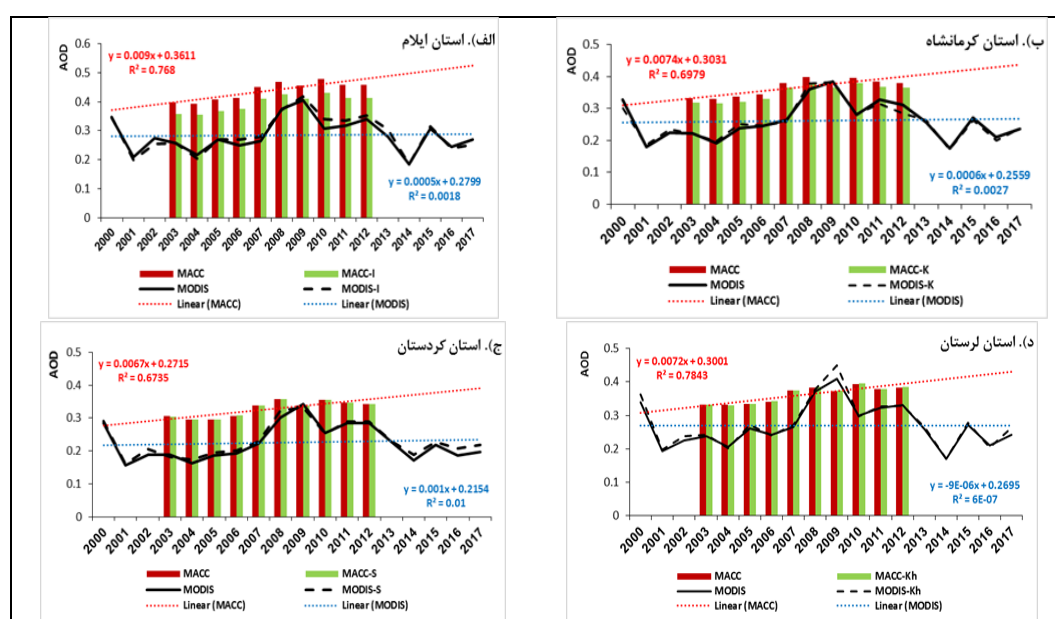 الف). استان ایلام
AOD
y = 0.009x + 0.3611
R² = 0.768
0.6
0.5
0.4
0.3
0.2
0.1
0
y = 0.0005x + 0.2799
R² = 0.0018
2000 2001 2002 2003 2004 2005 2006 2007 2008 2009 2010 2011 2012 2013 2014 2015 2016 2017
MACC MACC-I
MODIS MODIS-I
Linear (MACC) Linear (MODIS)
ب). استان کرمانشاه
AOD
y = 0.0074x + 0.3031
R² = 0.6979
0.5
0.4
0.3
0.2
0.1
0
y = 0.0006x + 0.2559
R² = 0.0027
2000 2001 2002 2003 2004 2005 2006 2007 2008 2009 2010 2011 2012 2013 2014 2015 2016 2017
MACC MACC-K
MODIS MODIS-K
Linear (MACC) Linear (MODIS)
ج). استان کردستان
AOD
y = 0.0067x + 0.2715
R² = 0.6735
0.5
0.4
0.3
0.2
0.1
0
y = 0.001x + 0.2154
R² = 0.01
2000 2001 2002 2003 2004 2005 2006 2007 2008 2009 2010 2011 2012 2013 2014 2015 2016 2017
MACC MACC-S
MODIS MODIS-S
Linear (MACC) Linear (MODIS)
د). استان لرستان
AOD
y = 0.0072x + 0.3001
R² = 0.7843
0.5
0.4
0.3
0.2
0.1
0
y = -9E-06x + 0.2695
R² = 6E-07
2000 2001 2002 2003 2004 2005 2006 2007 2008 2009 2010 2011 2012 2013 2014 2015 2016 2017
MACC MACC-Kh
MODIS MODIS-Kh
Linear (MACC) Linear (MODIS)